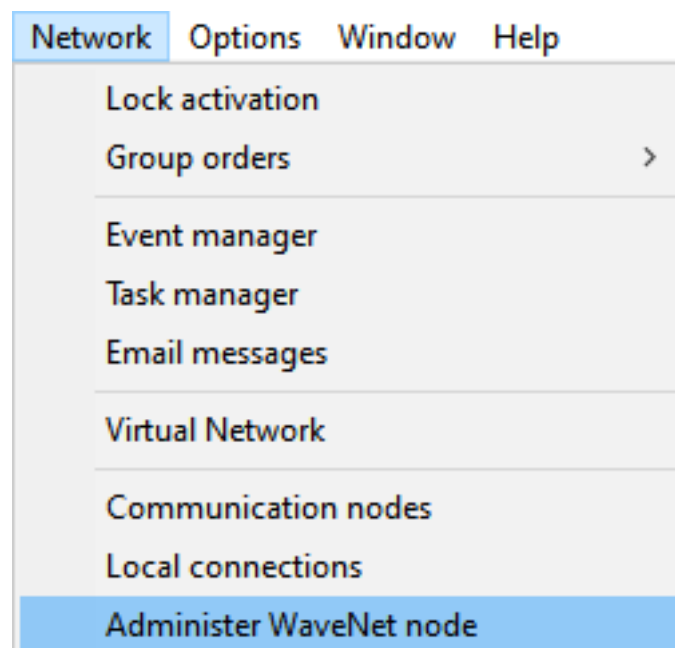 Network Options Window Help
Lock activation
Group orders
Event manager
Task manager
Email messages
Virtual Network
Communication nodes
Local connections
Administer WaveNet node